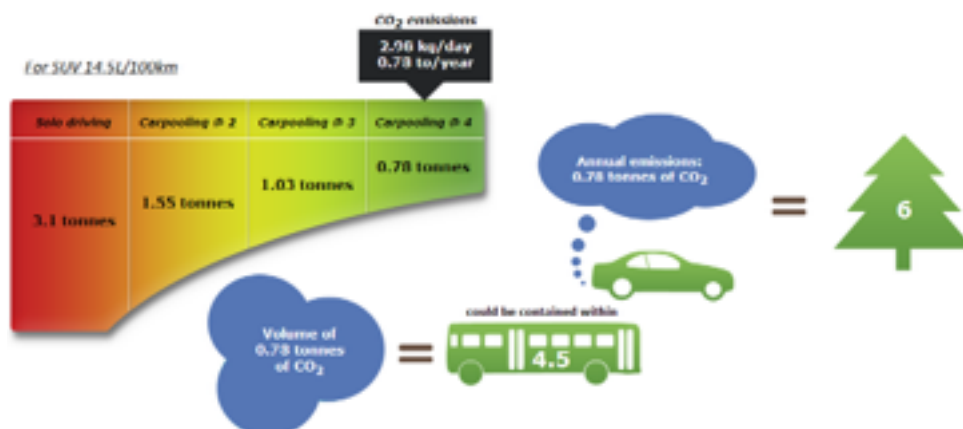 CO2 emissions
2.98 kg/day
0.78 to/year
For SUV 14.5L/100km
Solo driving
Carpooling @ 2
Carpooling @ 3
Carpooling @ 4
3.1 tonnes
1.55 tonnes
1.03 tonnes
0.78 tonnes
Annual emissions:
0.78 tonnes of CO2
6
could be contained within
Volume of
0.78 tonnes
of CO2
4.5